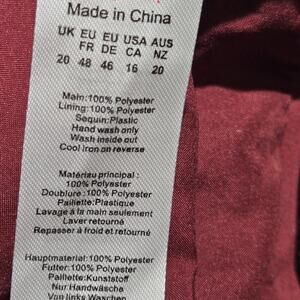 Made in China
UK EU EU USA AUS
FR DE CA NZ
20 48 46 16 20
Main:100% Polyester
Lining:100% Polyester
Sequin:Plastic
Hand wash only
Wash inside out
Cool iron on reverse
Matériau principal :
100% Polyester
Doublure :100% Polyester
Paillette:Plastique
Lavage à la main seulement
Laver retourné
Repasser à froid et retourné
Hauptmaterial:100% Polyester
Futter:100% Polyester
Paillette:Kunststoff
Nur Handwäsche
Von links Waschen